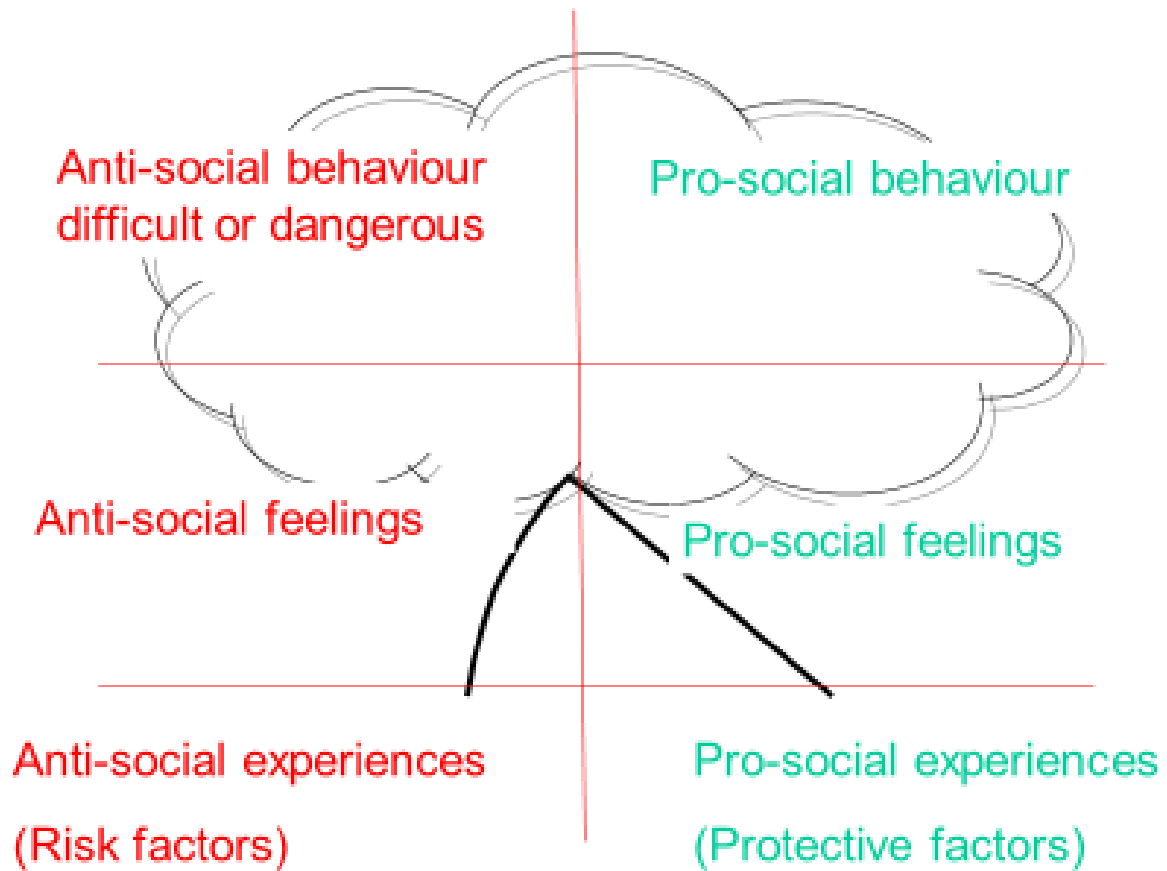 Anti-social behaviour
difficult or dangerous
Pro-social behaviour
Anti-social feelings
Pro-social feelings
Anti-social experiences
(Risk factors)
Pro-social experiences
(Protective factors)